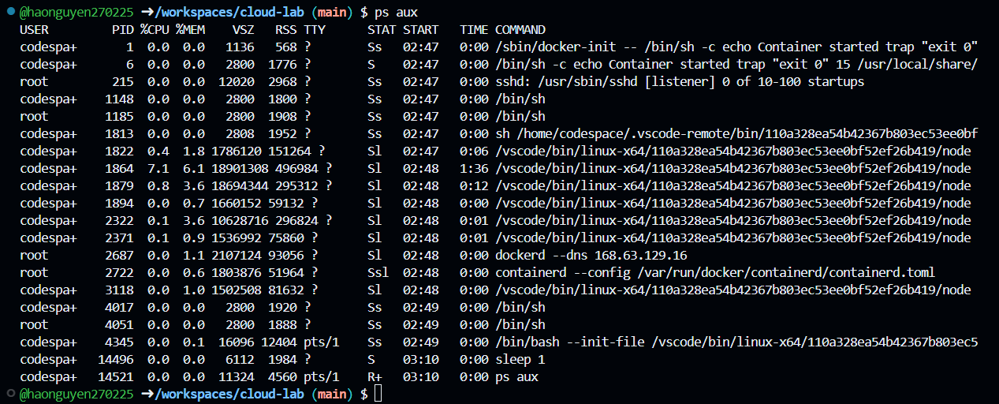 @haonguyen270225 ➜/workspaces/cloud-lab (main) $ ps aux
USER         PID %CPU %MEM    VSZ   RSS TTY      STAT START   TIME COMMAND
codespa+       1  0.0  0.0   1136   568 ?        Ss   02:47   0:00 /sbin/docker-init -- /bin/sh -c echo Container started trap "exit 0"
codespa+       6  0.0  0.0   2800  1776 ?        S    02:47   0:00 /bin/sh -c echo Container started trap "exit 0" 15 /usr/local/share/
root         215  0.0  0.0  12020  2968 ?        Ss   02:47   0:00 sshd: /usr/sbin/sshd [listener] 0 of 10-100 startups
codespa+    1148  0.0  0.0   2800  1800 ?        Ss   02:47   0:00 /bin/sh
root        1185  0.0  0.0   2800  1908 ?        Ss   02:47   0:00 /bin/sh
codespa+    1813  0.0  0.0   2808  1952 ?        Ss   02:47   0:00 sh /home/codespace/.vscode-remote/bin/110a328ea54b42367b803ec53ee0bf
codespa+    1822  0.4  1.8 1786120 151264 ?      Sl   02:47   0:06 /vscode/bin/linux-x64/110a328ea54b42367b803ec53ee0bf52ef26b419/node
codespa+    1864  7.1  6.1 18901308 496984 ?     Sl   02:48   1:36 /vscode/bin/linux-x64/110a328ea54b42367b803ec53ee0bf52ef26b419/node
codespa+    1879  0.8  3.6 18694344 295312 ?     Sl   02:48   0:12 /vscode/bin/linux-x64/110a328ea54b42367b803ec53ee0bf52ef26b419/node
codespa+    1894  0.0  0.7 1660152 59132 ?       Sl   02:48   0:00 /vscode/bin/linux-x64/110a328ea54b42367b803ec53ee0bf52ef26b419/node
codespa+    2322  0.1  3.6 10628716 296824 ?     Sl   02:48   0:01 /vscode/bin/linux-x64/110a328ea54b42367b803ec53ee0bf52ef26b419/node
codespa+    2371  0.1  0.9 1536992 75860 ?       Sl   02:48   0:01 /vscode/bin/linux-x64/110a328ea54b42367b803ec53ee0bf52ef26b419/node
root        2687  0.0  1.1 2107124 93056 ?       Sl   02:48   0:00 dockerd --dns 168.63.129.16
root        2722  0.0  0.6 1803876 51964 ?       Ssl  02:48   0:00 containerd --config /var/run/docker/containerd/containerd.toml
codespa+    3118  0.0  1.0 1502508 81632 ?       Sl   02:48   0:00 /vscode/bin/linux-x64/110a328ea54b42367b803ec53ee0bf52ef26b419/node
codespa+    4017  0.0  0.0   2800  1920 ?        Ss   02:49   0:00 /bin/sh
root        4051  0.0  0.0   2800  1888 ?        Ss   02:49   0:00 /bin/sh
codespa+    4345  0.0  0.1  16096 12404 pts/1    Ss   02:49   0:00 /bin/bash --init-file /vscode/bin/linux-x64/110a328ea54b42367b803ec5
codespa+   14496  0.0  0.0   6112  1984 ?        S    03:10   0:00 sleep 1
codespa+   14521  0.0  0.0  11324  4560 pts/1    R+   03:10   0:00 ps aux
@haonguyen270225 ➜/workspaces/cloud-lab (main) $